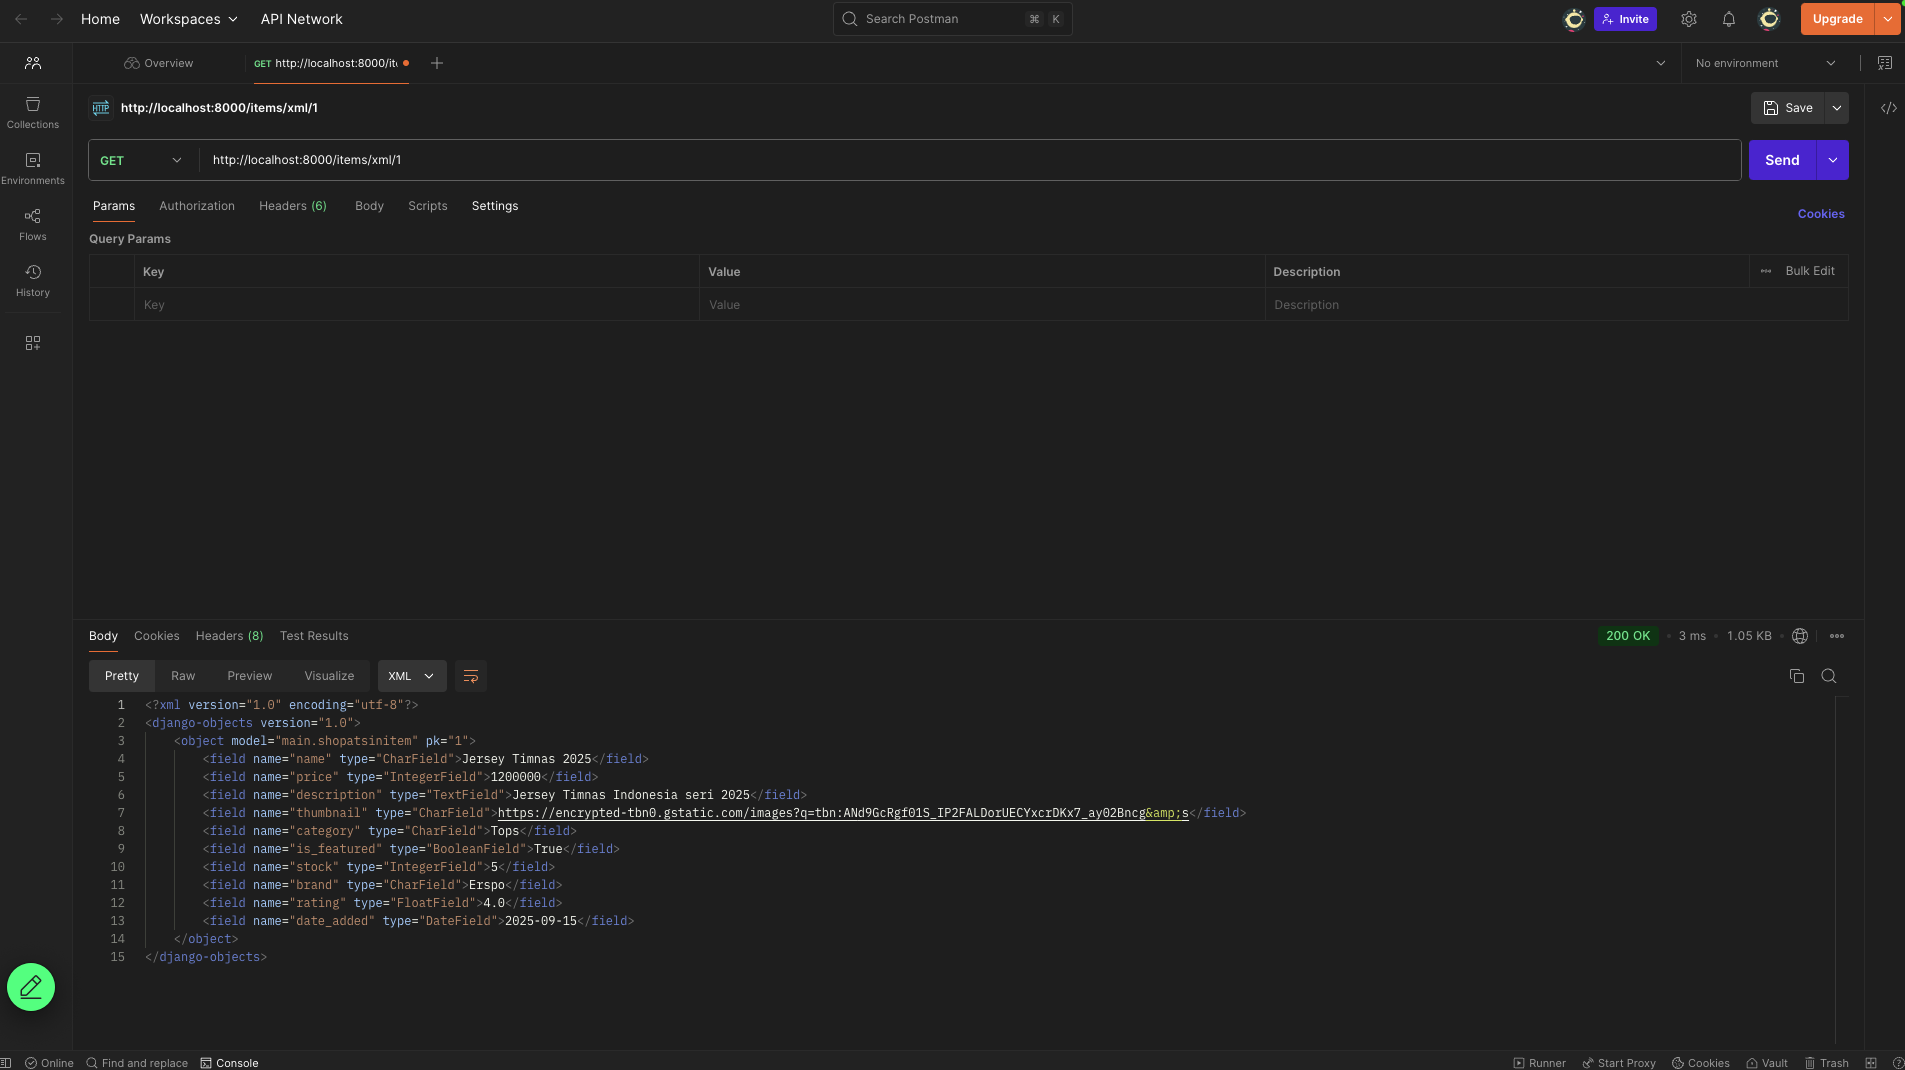 Home Workspaces API Network Search Postman ⌘ K Invite Upgrade
Overview GET http://localhost:8000/ite No environment
HTTP http://localhost:8000/items/xml/1 Save </>
Collections
GET http://localhost:8000/items/xml/1 Send
Environments
Params Authorization Headers (6) Body Scripts Settings Cookies
Flows
Query Params
Key Value Description Bulk Edit
History
Key Value Description
Body Cookies Headers (8) Test Results 200 OK • 3 ms • 1.05 KB •
Pretty Raw Preview Visualize XML
1 <?xml version="1.0" encoding="utf-8"?>
2 <django-objects version="1.0">
3 <object model="main.shopatsinitem" pk="1">
4 <field name="name" type="CharField">Jersey Timnas 2025</field>
5 <field name="price" type="IntegerField">1200000</field>
6 <field name="description" type="TextField">Jersey Timnas Indonesia seri 2025</field>
7 <field name="thumbnail" type="CharField">https://encrypted-tbn0.gstatic.com/images?q=tbn:ANd9GcRgf01S_IP2FALDorUECYxcrDKx7_ay02Bncg&amp;s</field>
8 <field name="category" type="CharField">Tops</field>
9 <field name="is_featured" type="BooleanField">True</field>
10 <field name="stock" type="IntegerField">5</field>
11 <field name="brand" type="CharField">Erspo</field>
12 <field name="rating" type="FloatField">4.0</field>
13 <field name="date_added" type="DateField">2025-09-15</field>
14 </object>
15 </django-objects>
Online Find and replace Console Runner Start Proxy Cookies Vault Trash